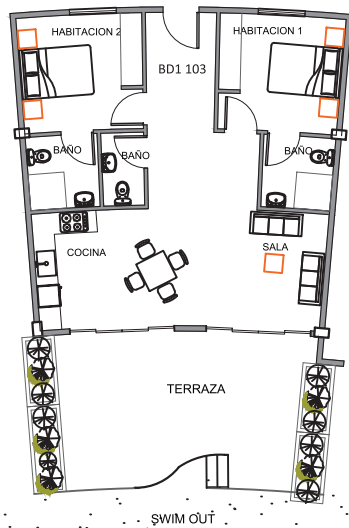 HABITACION 2
HABITACION 1
BD1 103
BAÑO
BAÑO
BAÑO
COCINA
SALA
TERRAZA
SWIM OUT